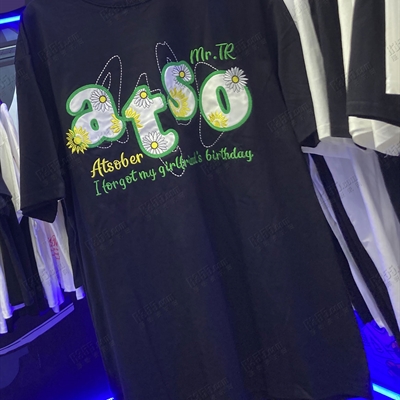 Mr.TR
atso
Atsober
I forgot my girlfriend's birthday